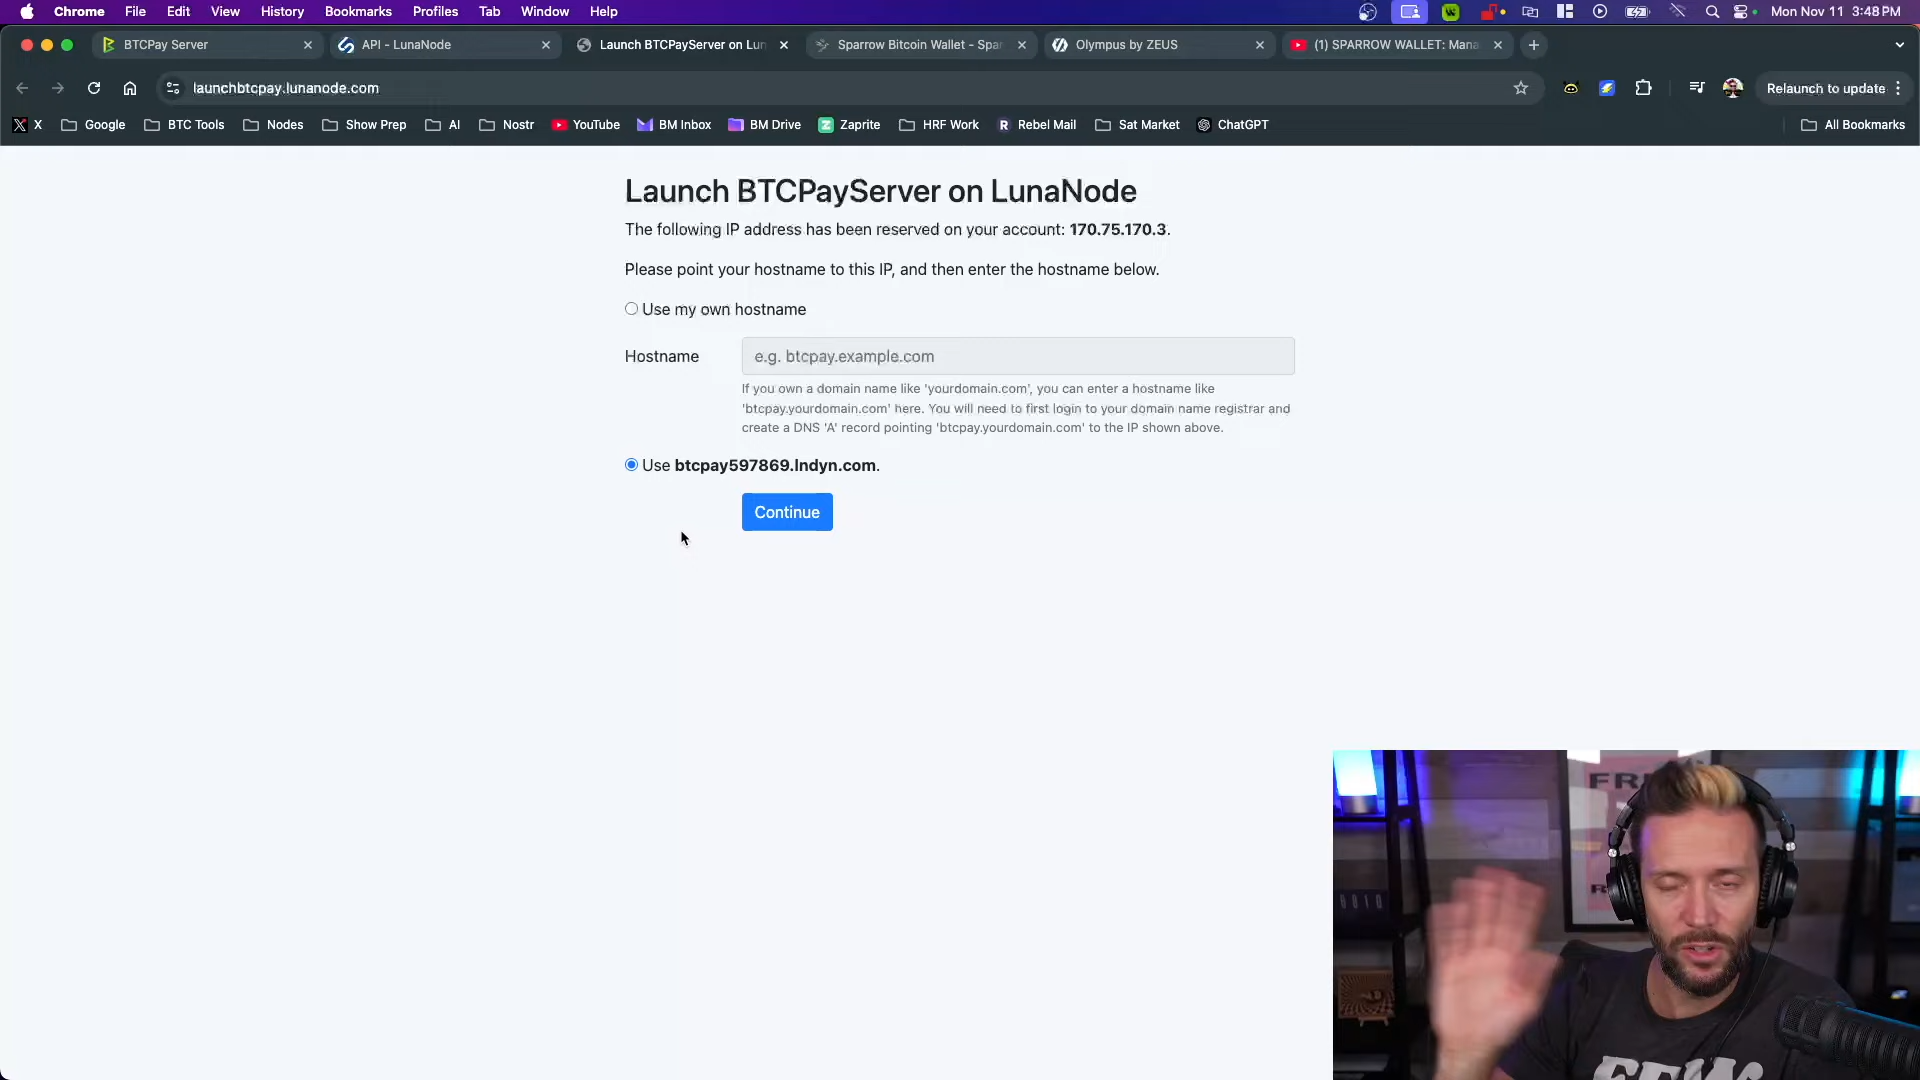 Chrome File Edit View History Bookmarks Profiles Tab Window Help Mon Nov 11 3:48 PM
BTCPay Server API - LunaNode Launch BTCPayServer on Lun Sparrow Bitcoin Wallet - Spar Olympus by ZEUS (1) SPARROW WALLET: Mana
launchbtcpay.lunanode.com Relaunch to update
X Google BTC Tools Nodes Show Prep AI Nostr YouTube BM Inbox BM Drive Zaprite HRF Work Rebel Mail Sat Market ChatGPT All Bookmarks
Launch BTCPayServer on LunaNode
The following IP address has been reserved on your account: 170.75.170.3.
Please point your hostname to this IP, and then enter the hostname below.
Use my own hostname
Hostname e.g. btcpay.example.com
If you own a domain name like 'yourdomain.com', you can enter a hostname like
'btcpay.yourdomain.com' here. You will need to first login to your domain name registrar and
create a DNS 'A' record pointing 'btcpay.yourdomain.com' to the IP shown above.
Use btcpay597869.lndyn.com.
Continue